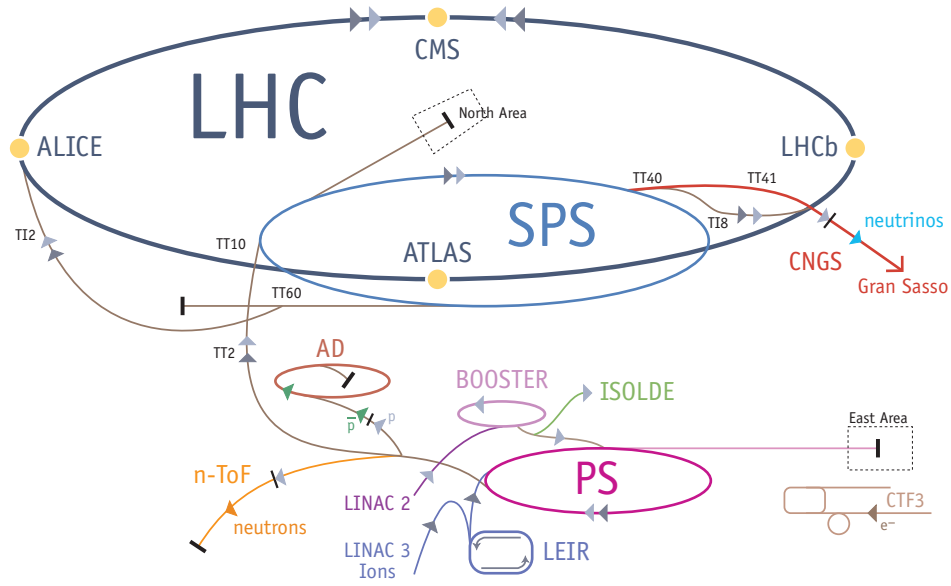 CMS
LHC
North Area
ALICE
LHCb
TT40
TT41
SPS
TI8
neutrinos
TI2
TT10
ATLAS
CNGS
Gran Sasso
TT60
TT2
AD
BOOSTER
ISOLDE
p
p
East Area
n-ToF
PS
LINAC 2
neutrons
CTF3
e⁻
LINAC 3
Ions
LEIR